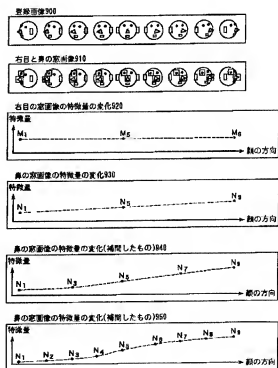 登録画像900
右目と鼻の窓画像910
右目の窓画像の特徴量の変化920
特徴量
M1 M5 M6
顔の方向
鼻の窓画像の特徴量の変化930
特徴量
N1 N5 N9
顔の方向
鼻の窓画像の特徴量の変化(補間したもの)940
特徴量
N1 N3 N5 N7 N9
顔の方向
鼻の窓画像の特徴量の変化(補間したもの)950
特徴量
N1 N2 N3 N4 N5 N6 N7 N8 N9
顔の方向